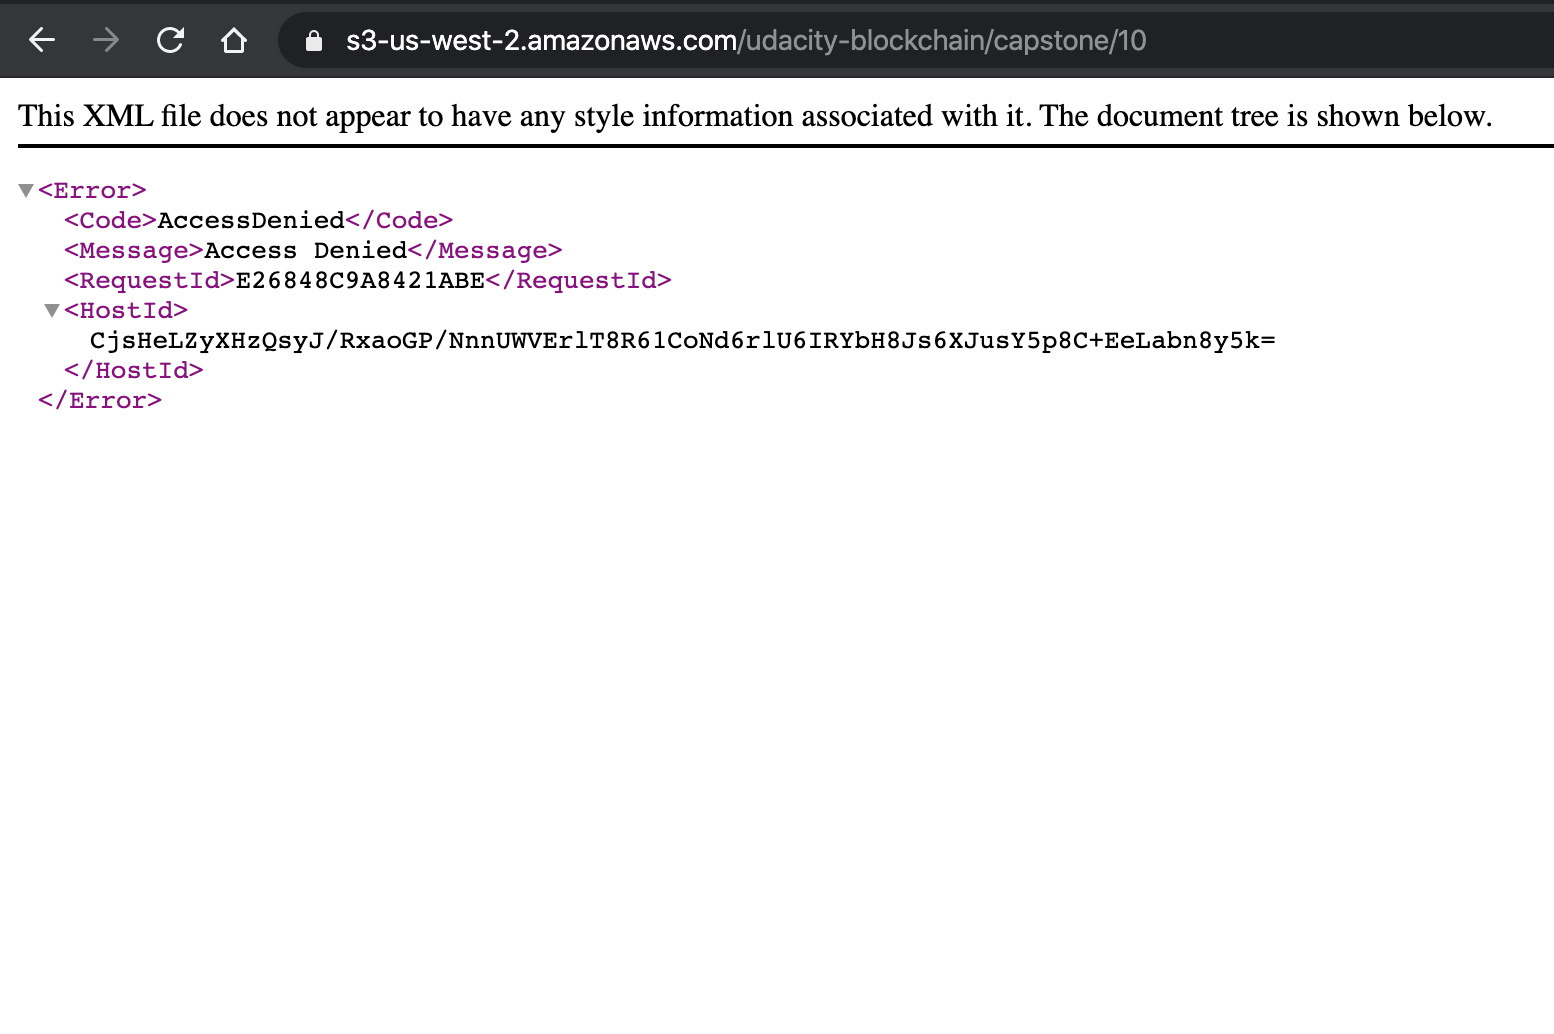 s3-us-west-2.amazonaws.com/udacity-blockchain/capstone/10
This XML file does not appear to have any style information associated with it. The document tree is shown below.
<Error>
<Code>AccessDenied</Code>
<Message>Access Denied</Message>
<RequestId>E26848C9A8421ABE</RequestId>
<HostId>
CjsHeLZyXHzQsyJ/RxaoGP/NnnUWVErlT8R61CoNd6rlU6IRYbH8Js6XJusY5p8C+EeLabn8y5k=
</HostId>
</Error>